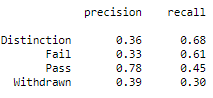 precision recall
Distinction 0.36 0.68
Fail 0.33 0.61
Pass 0.78 0.45
Withdrawn 0.39 0.30